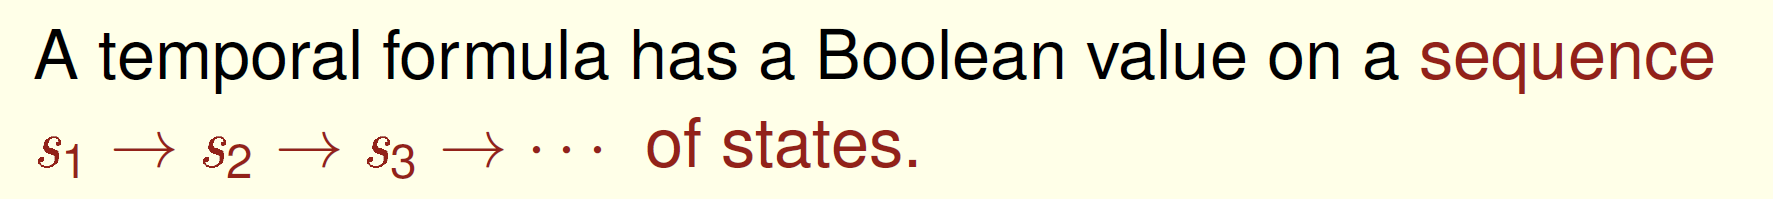 A temporal formula has a Boolean value on a sequence
s₁ → s₂ → s₃ → ··· of states.